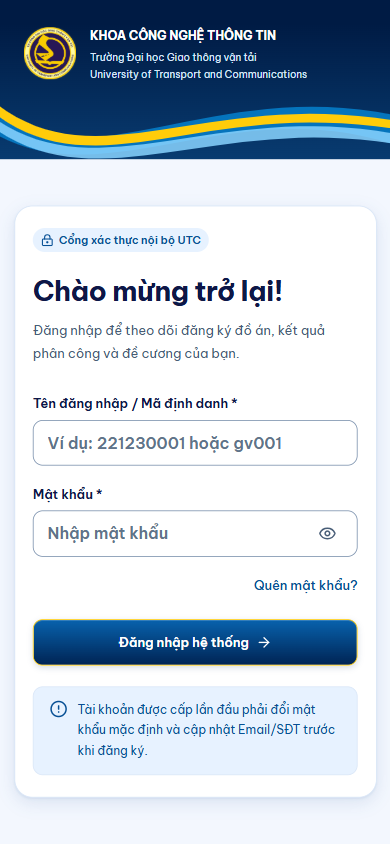 KHOA CÔNG NGHỆ THÔNG TIN
Trường Đại học Giao thông vận tải
University of Transport and Communications
Cổng xác thực nội bộ UTC
Chào mừng trở lại!
Đăng nhập để theo dõi đăng ký đồ án, kết quả
phân công và đề cương của bạn.
Tên đăng nhập / Mã định danh *
Ví dụ: 221230001 hoặc gv001
Mật khẩu *
Nhập mật khẩu
Quên mật khẩu?
Đăng nhập hệ thống →
Tài khoản được cấp lần đầu phải đổi mật
khẩu mặc định và cập nhật Email/SĐT trước
khi đăng ký.